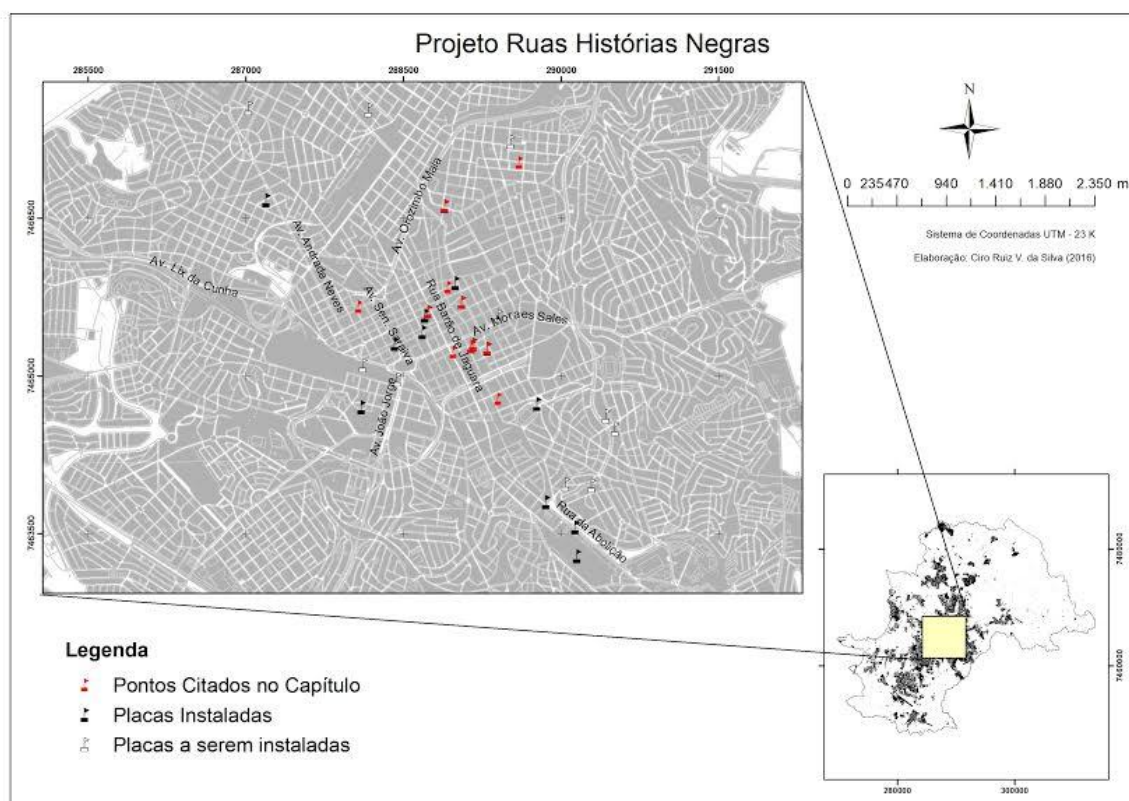 Projeto Ruas Histórias Negras
285500 287000 288500 290000 291500
7466500
7465000
7463500
Av. Orozimbo Maia
Av. Andrade Neves
Av. Lix da Cunha
Av. Sen. Saraiva
Rua Barão de Jaguara
Av. Moraes Sales
Av. João Jorge
Rua da Abolição
N
0 235470 940 1.410 1.880 2.350 m
Sistema de Coordenadas UTM - 23 K
Elaboração: Ciro Ruiz V. da Silva (2016)
Legenda
Pontos Citados no Capítulo
Placas Instaladas
Placas a serem instaladas
7480000
7460000
280000 300000